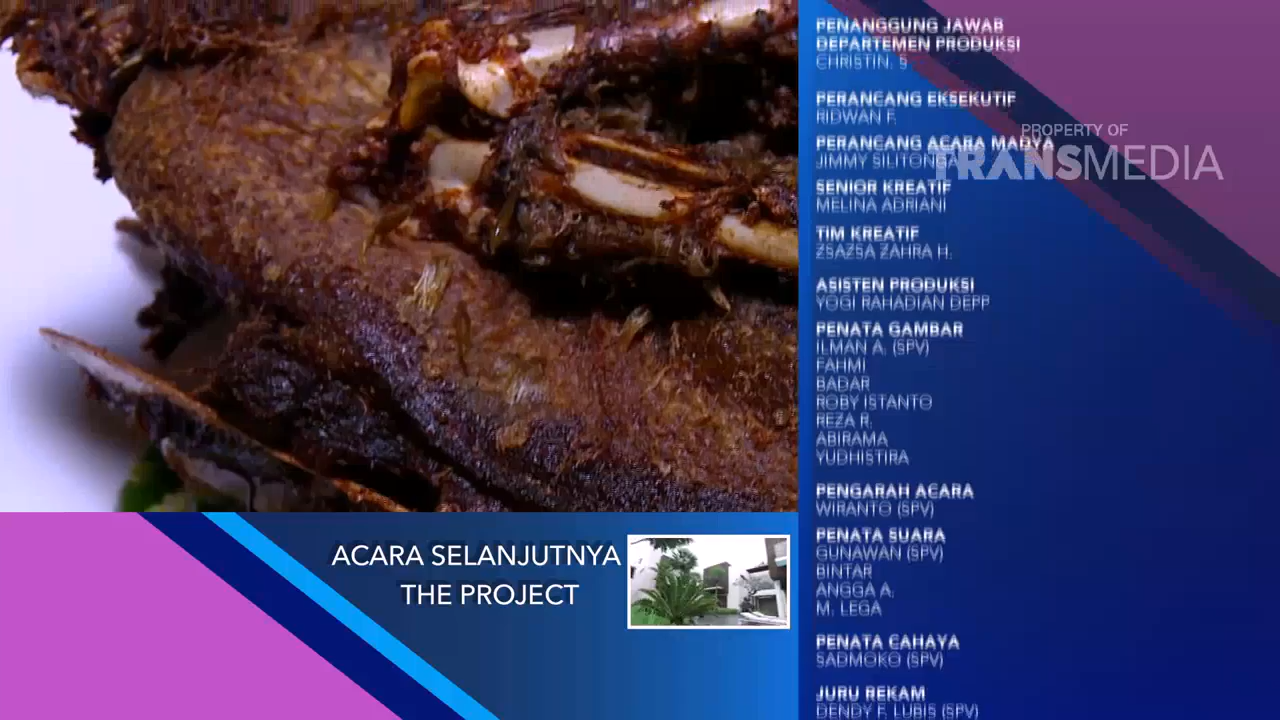 PENANGGUNG JAWAB
DEPARTEMEN PRODUKSI
CHRISTIN. S
PERANCANG EKSEKUTIF
RIDWAN F.
PERANCANG ACARA MADYA
JIMMY SILITONGA
SENIOR KREATIF
MELINA ADRIANI
TIM KREATIF
ZSAZSA ZAHRA H.
ASISTEN PRODUKSI
YOGI RAHADIAN DEPP
PENATA GAMBAR
ILMAN A. (SPV)
FAHMI
BADAR
ROBY ISTANTO
REZA R.
ABIRAMA
YUDHISTIRA
PENGARAH ACARA
WIRANTO (SPV)
PENATA SUARA
GUNAWAN (SPV)
BINTAR
ANGGA A.
M. LEGA
PENATA CAHAYA
SADMOKO (SPV)
JURU REKAM
DENDY F. LUBIS (SPV)
PROPERTY OF
TRANSMEDIA
ACARA SELANJUTNYA
THE PROJECT